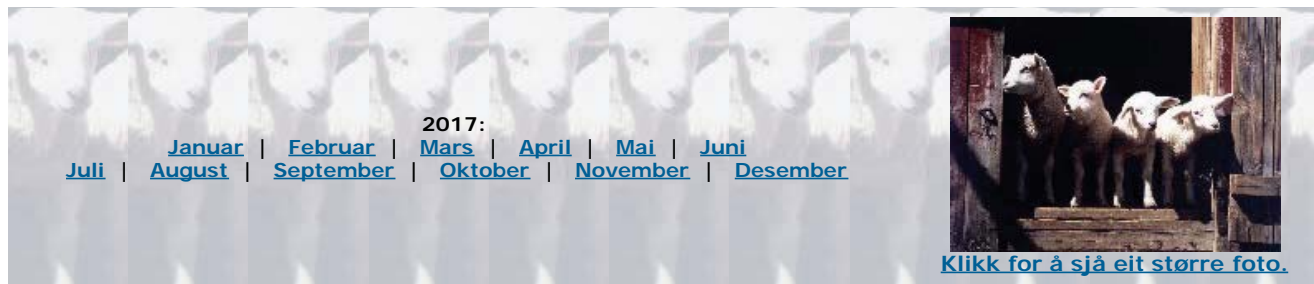 2017:
Januar | Februar | Mars | April | Mai | Juni
Juli | August | September | Oktober | November | Desember
Klikk for å sjå eit større foto.